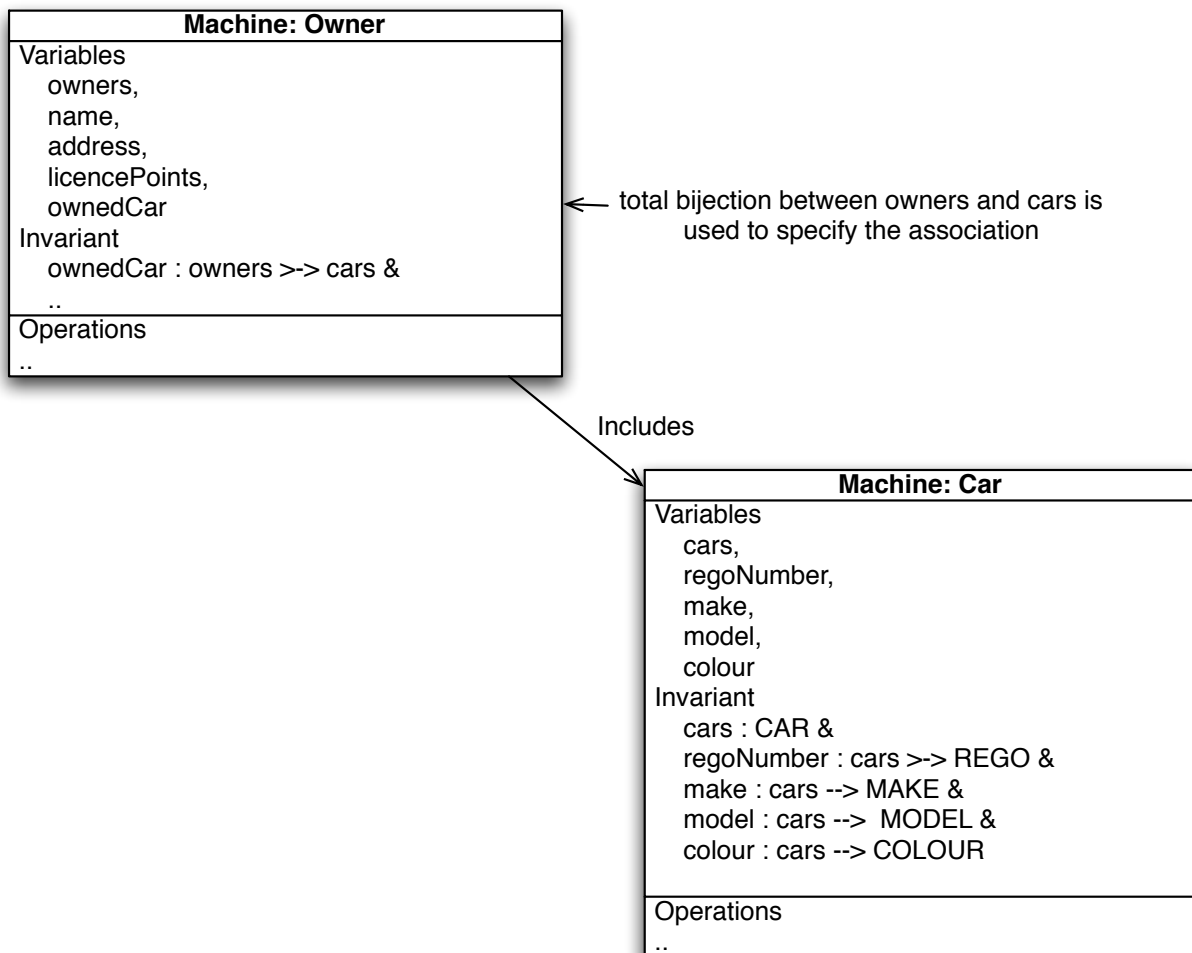 Machine: Owner
Variables
owners,
name,
address,
licencePoints,
ownedCar
Invariant
ownedCar : owners >-> cars &
..
Operations
..
total bijection between owners and cars is
used to specify the association
Includes
Machine: Car
Variables
cars,
regoNumber,
make,
model,
colour
Invariant
cars : CAR &
regoNumber : cars >-> REGO &
make : cars --> MAKE &
model : cars --> MODEL &
colour : cars --> COLOUR
Operations
..